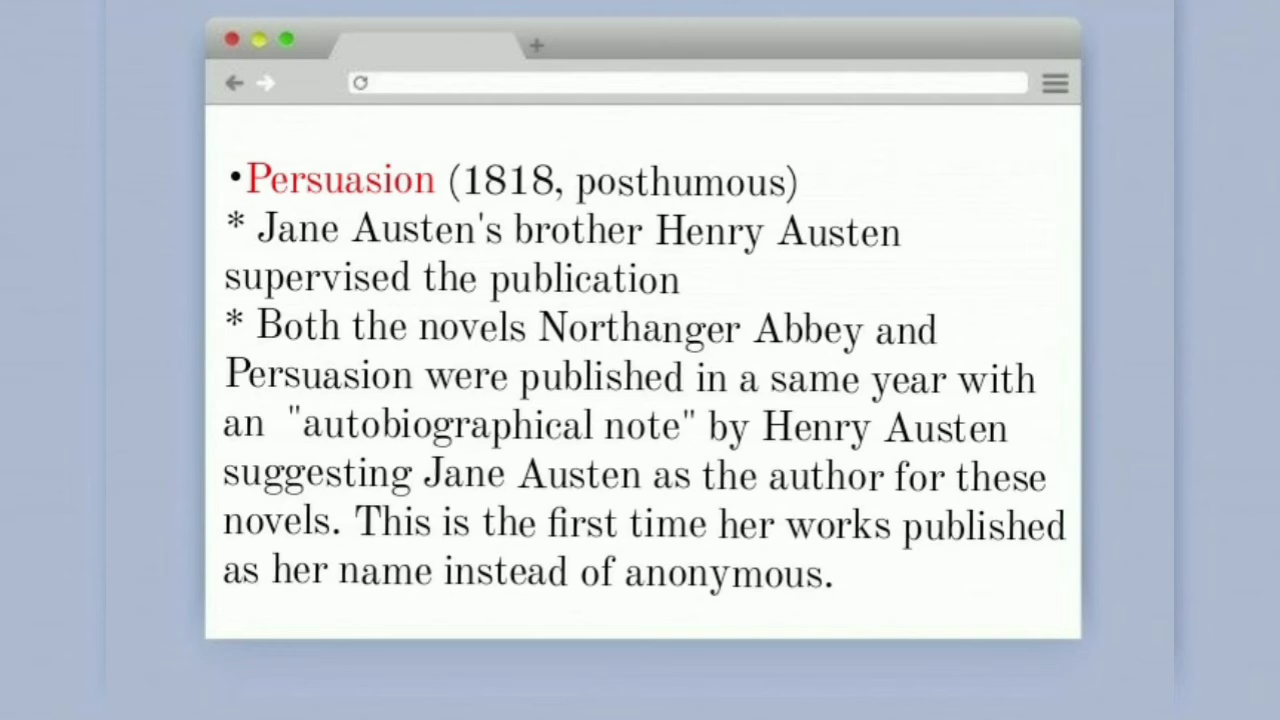 •Persuasion (1818, posthumous)
* Jane Austen's brother Henry Austen
supervised the publication
* Both the novels Northanger Abbey and
Persuasion were published in a same year with
an "autobiographical note" by Henry Austen
suggesting Jane Austen as the author for these
novels. This is the first time her works published
as her name instead of anonymous.